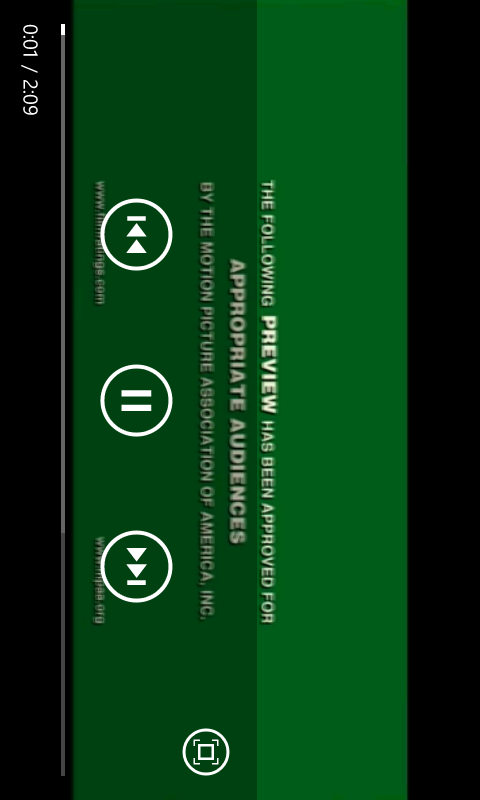 THE FOLLOWING PREVIEW HAS BEEN APPROVED FOR
APPROPRIATE AUDIENCES
BY THE MOTION PICTURE ASSOCIATION OF AMERICA, INC.
www.filmratings.com
www.mpaa.org
0:01 / 2:09